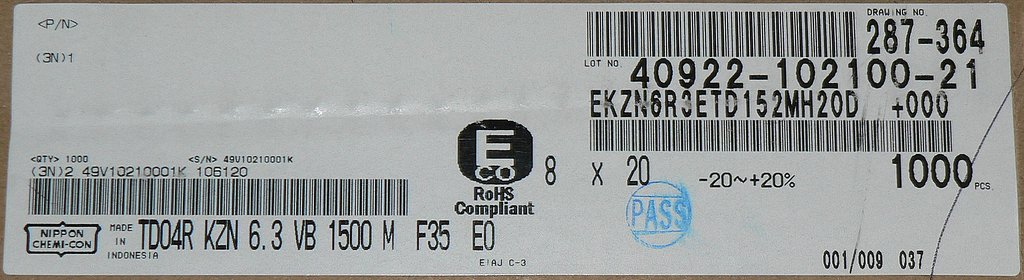 <P/N>
DRAWING NO.
287-364
(3N)1
LOT NO.
40922-102100-21
EKZN6R3ETD152MH20D +000
<QTY> 1000 <S/N> 49V10210001K
(3N)2 49V10210001K 106120
ECO
RoHS
Compliant
8 X 20 -20~+20% 1000 PCS.
PASS
NIPPON
CHEMI-CON
MADE
IN
INDONESIA
TD04R KZN 6.3 VB 1500 M F35 E0
EIAJ C-3
001/009 037